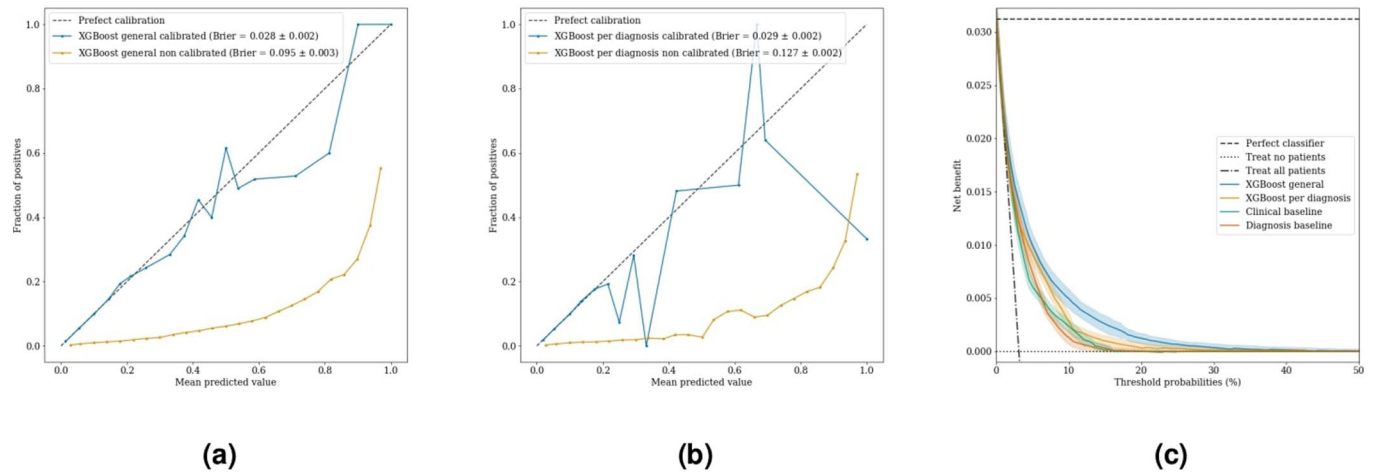 Prefect calibration
XGBoost general calibrated (Brier = 0.028 ± 0.002)
XGBoost general non calibrated (Brier = 0.095 ± 0.003)
1.0
0.8
0.6
0.4
0.2
0.0
Fraction of positives
0.0 0.2 0.4 0.6 0.8 1.0
Mean predicted value
(a)
Prefect calibration
XGBoost per diagnosis calibrated (Brier = 0.029 ± 0.002)
XGBoost per diagnosis non calibrated (Brier = 0.127 ± 0.002)
1.0
0.8
0.6
0.4
0.2
0.0
Fraction of positives
0.0 0.2 0.4 0.6 0.8 1.0
Mean predicted value
(b)
0.030
0.025
0.020
0.015
0.010
0.005
0.000
Net benefit
Perfect classifier
Treat no patients
Treat all patients
XGBoost general
XGBoost per diagnosis
Clinical baseline
Diagnosis baseline
0 10 20 30 40 50
Threshold probabilities (%)
(c)